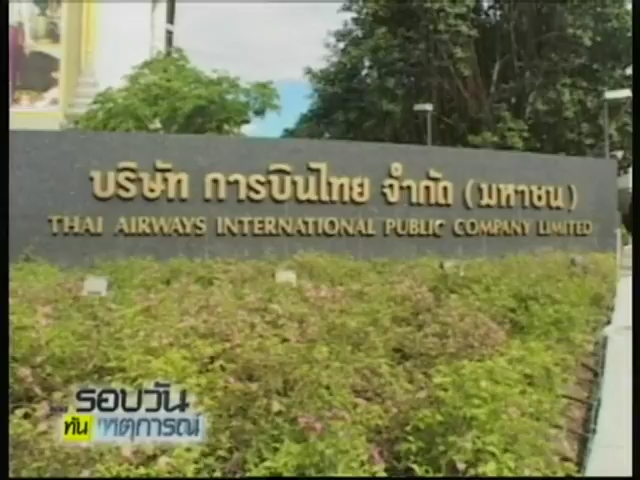 บริษัท การบินไทย จำกัด (มหาชน)
THAI AIRWAYS INTERNATIONAL PUBLIC COMPANY LIMITED
รอบวัน
ทันเหตุการณ์